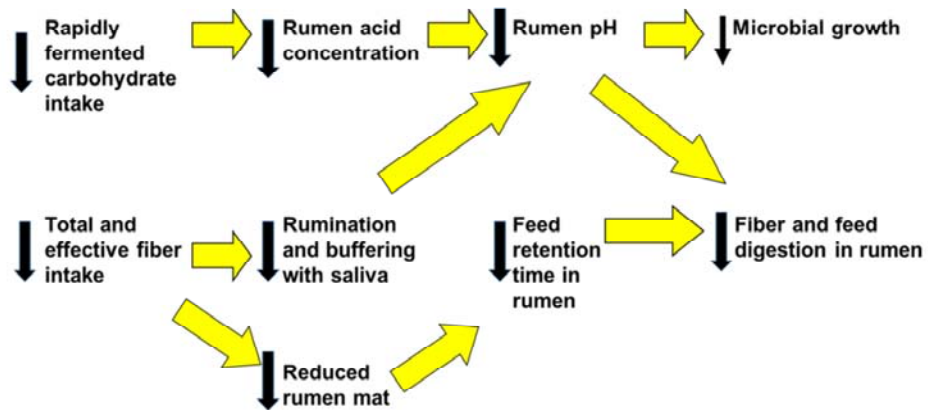 Rapidly
fermented
carbohydrate
intake
Rumen acid
concentration
Rumen pH
Microbial growth
Total and
effective fiber
intake
Rumination
and buffering
with saliva
Feed
retention
time in
rumen
Fiber and feed
digestion in rumen
Reduced
rumen mat